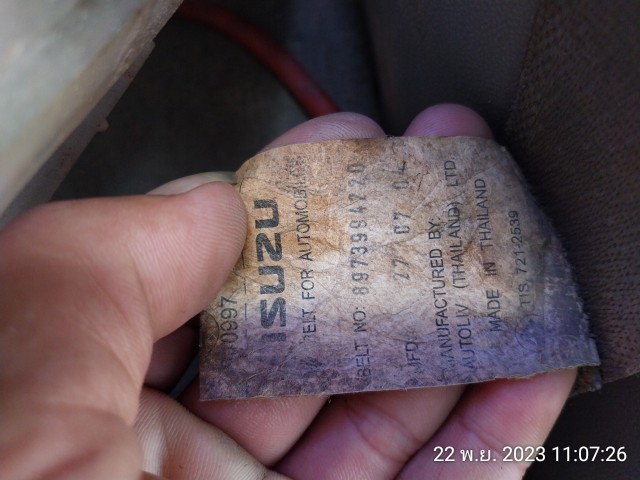 0997
ISUZU
BELT FOR AUTOMOBILE
BELT NO: 8973994220
MFD. 27 07 04
MANUFACTURED BY
AUTOLIV (THAILAND) LTD.
MADE IN THAILAND
TIS. 721-2539
22 พ.ย. 2023 11:07:26